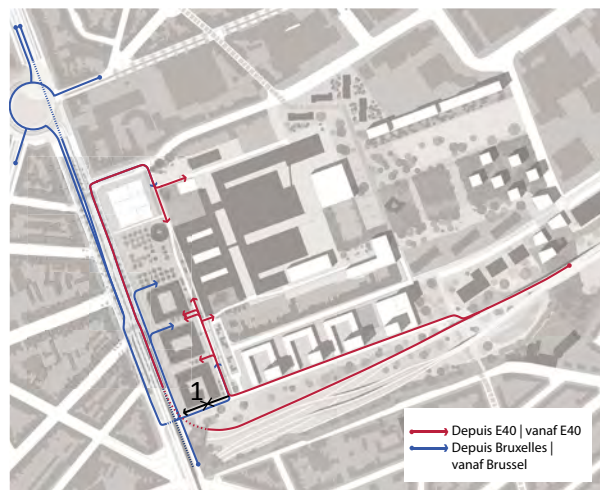 1
Depuis E40 | vanaf E40
Depuis Bruxelles |
vanaf Brussel